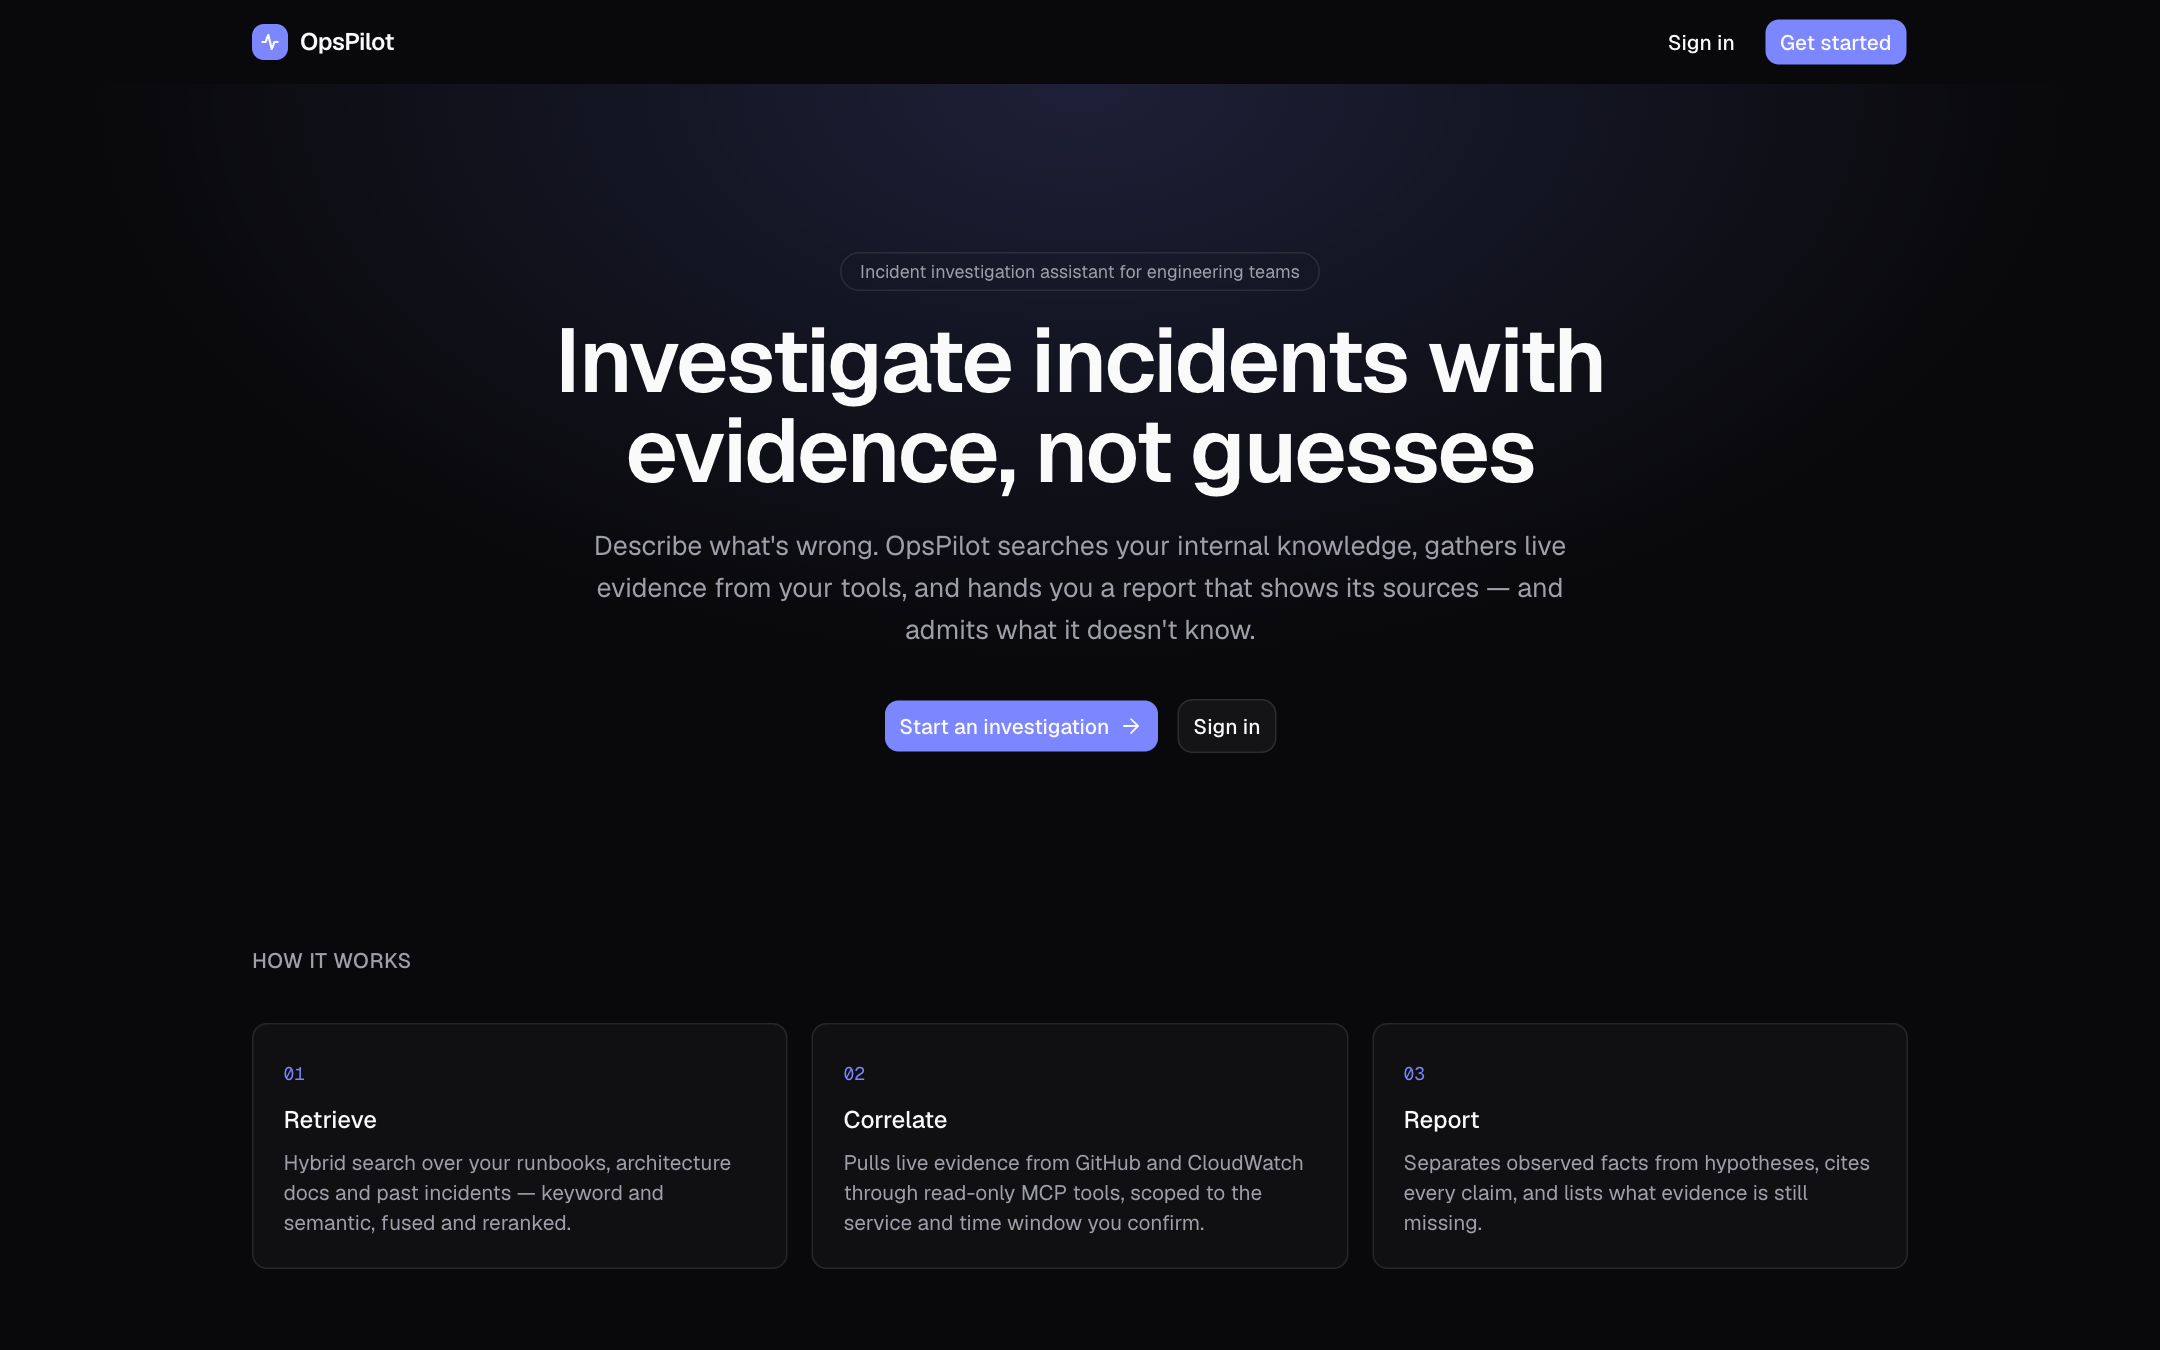 OpsPilot
Sign in
Get started
Incident investigation assistant for engineering teams
Investigate incidents with
evidence, not guesses
Describe what's wrong. OpsPilot searches your internal knowledge, gathers live
evidence from your tools, and hands you a report that shows its sources — and
admits what it doesn't know.
Start an investigation →
Sign in
HOW IT WORKS
01
Retrieve
Hybrid search over your runbooks, architecture
docs and past incidents — keyword and
semantic, fused and reranked.
02
Correlate
Pulls live evidence from GitHub and CloudWatch
through read-only MCP tools, scoped to the
service and time window you confirm.
03
Report
Separates observed facts from hypotheses, cites
every claim, and lists what evidence is still
missing.